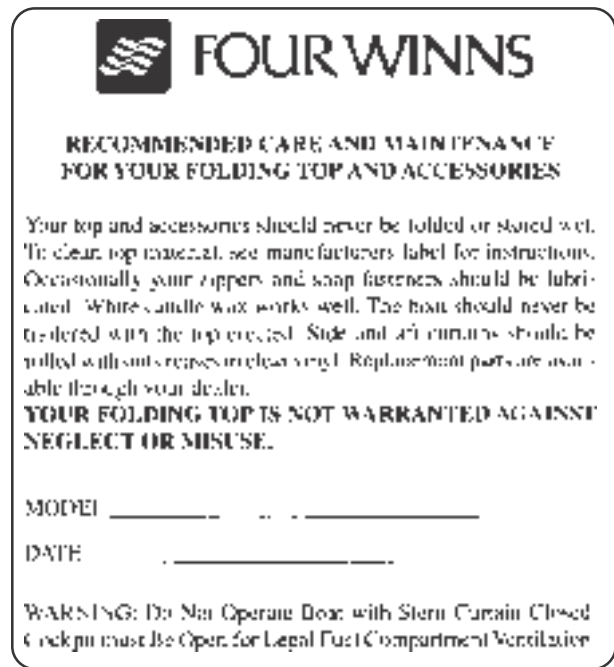 FOUR WINNS
RECOMMENDED CARE AND MAINTENANCE
FOR YOUR FOLDING TOP AND ACCESSORIES
Your top and accessories should never be folded or stored wet.
To clean top material, see manufacturers label for instructions.
Occasionally your zippers and snap fasteners should be lubri-
cated. White candle wax works well. The boat should never be
trailered with the top erected. Side and aft curtains should be
rolled without creases in clear vinyl. Replacement parts are avail-
able through your dealer.
YOUR FOLDING TOP IS NOT WARRANTED AGAINST
NEGLECT OR MISUSE.
MODEL
DATE
WARNING: Do Not Operate Boat with Stern Curtain Closed
Cockpit must Be Open for Legal Fuel Compartment Ventilation